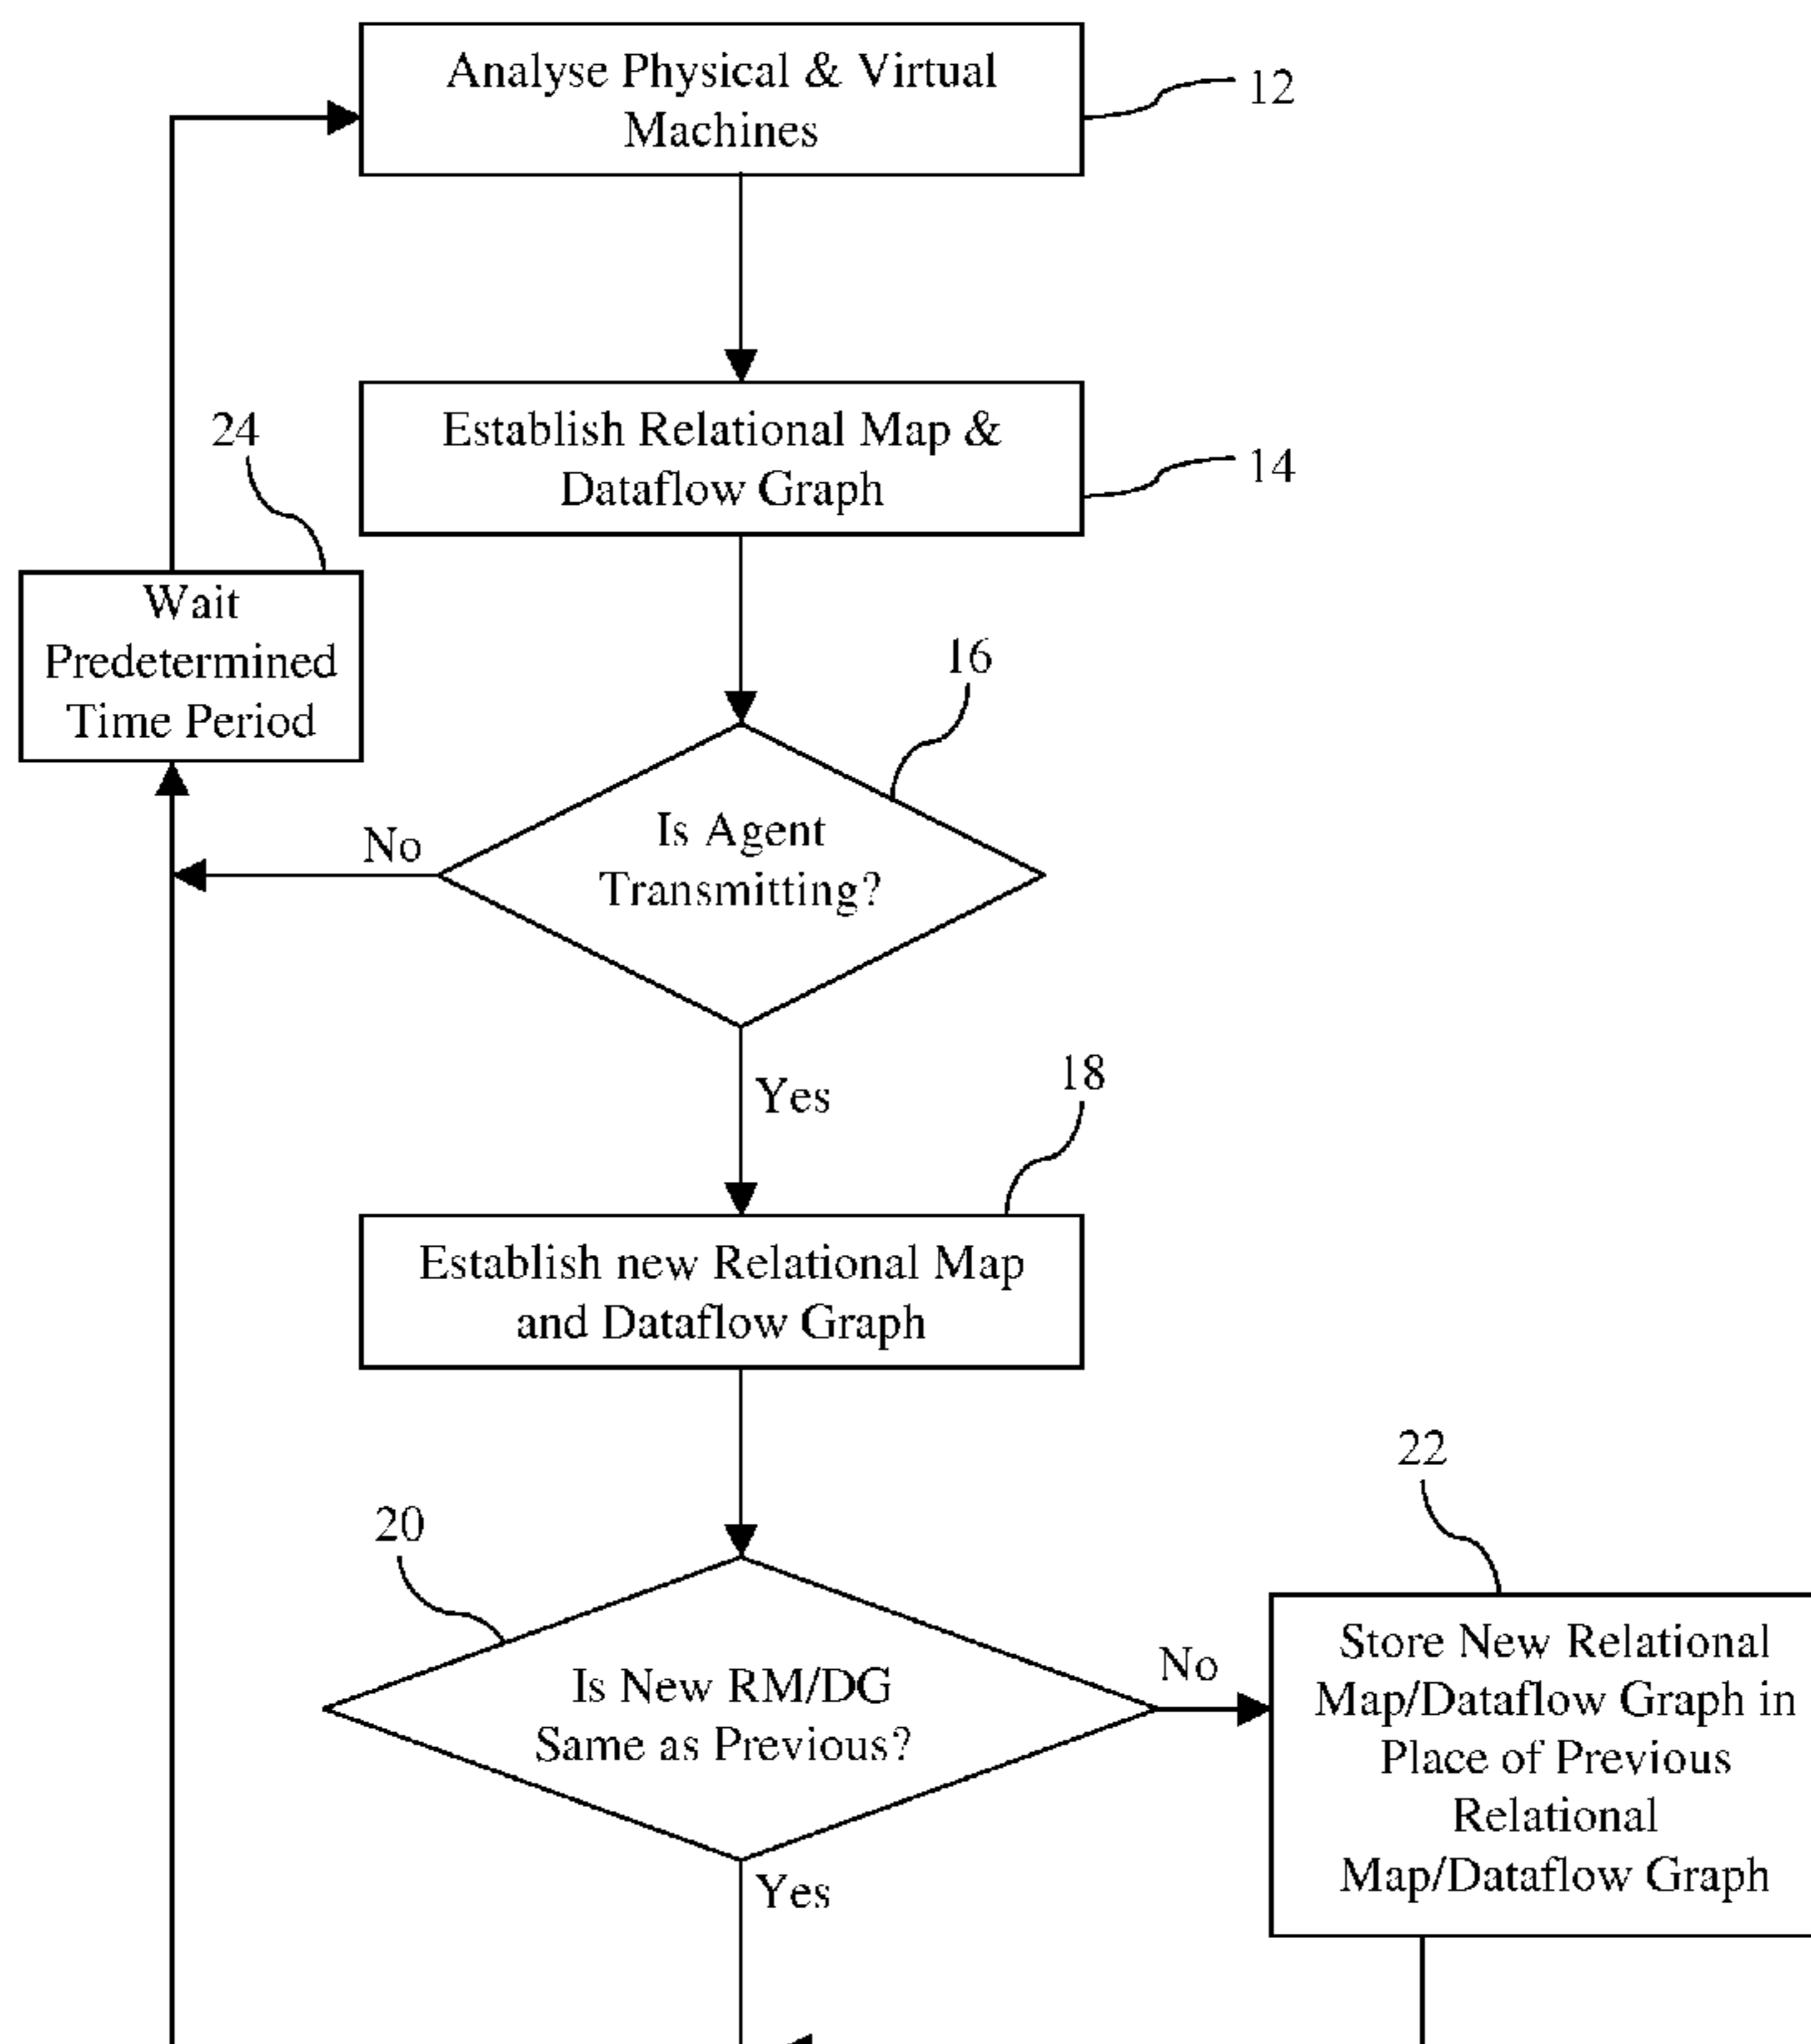 Analyse Physical & Virtual
Machines
12
Establish Relational Map &
Dataflow Graph
14
24
Wait
Predetermined
Time Period
16
Is Agent
Transmitting?
No
Yes
18
Establish new Relational Map
and Dataflow Graph
20
Is New RM/DG
Same as Previous?
No
Yes
22
Store New Relational
Map/Dataflow Graph in
Place of Previous
Relational
Map/Dataflow Graph